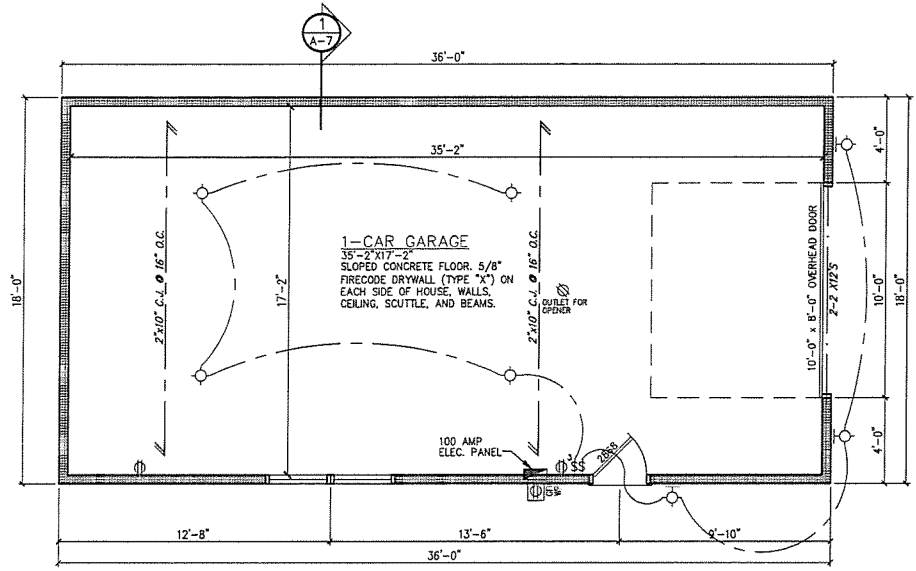 1
A-7
36'-0"
35'-2"
4'-0"
18'-0"
2"x10" C.J. @ 16" O.C.
17'-2"
1-CAR GARAGE
35'-2"X17'-2"
SLOPED CONCRETE FLOOR. 5/8"
FIRECODE DRYWALL (TYPE "X") ON
EACH SIDE OF HOUSE, WALLS,
CEILING, SCUTTLE, AND BEAMS.
2"x10" C.J. @ 16" O.C.
OUTLET FOR
OPENER
10'-0" x 8'-0" OVERHEAD DOOR
2-2 X12'S
10'-0"
18'-0"
100 AMP
ELEC. PANEL
3
$$
2868
4'-0"
12'-8"
13'-6"
9'-10"
36'-0"